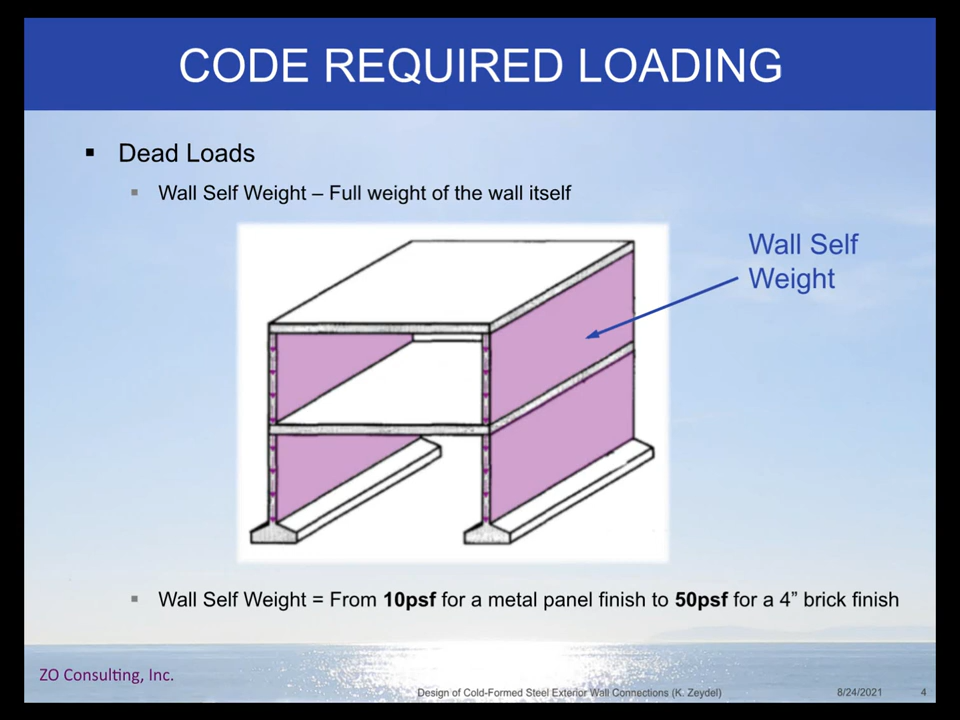 CODE REQUIRED LOADING
▪ Dead Loads
▪ Wall Self Weight – Full weight of the wall itself
Wall Self
Weight
▪ Wall Self Weight = From 10psf for a metal panel finish to 50psf for a 4” brick finish
ZO Consulting, Inc.
Design of Cold-Formed Steel Exterior Wall Connections (K. Zeydel) 8/24/2021 4